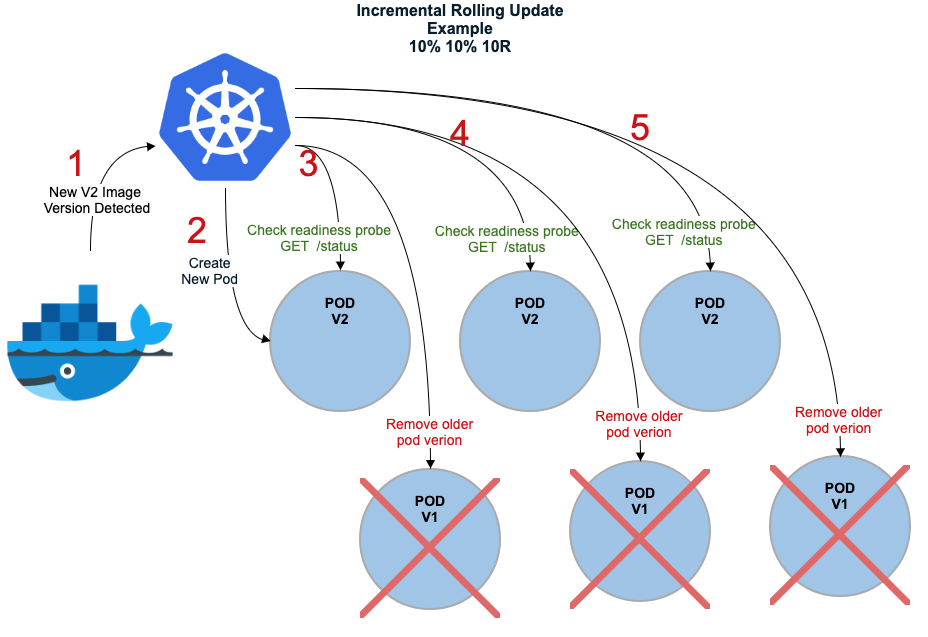 Incremental Rolling Update
Example
10% 10% 10R
1
New V2 Image
Version Detected
2
Create
New Pod
3
4
5
Check readiness probe
GET /status
Check readiness probe
GET /status
Check readiness probe
GET /status
POD
V2
POD
V2
POD
V2
Remove older
pod verion
Remove older
pod verion
Remove older
pod verion
POD
V1
POD
V1
POD
V1